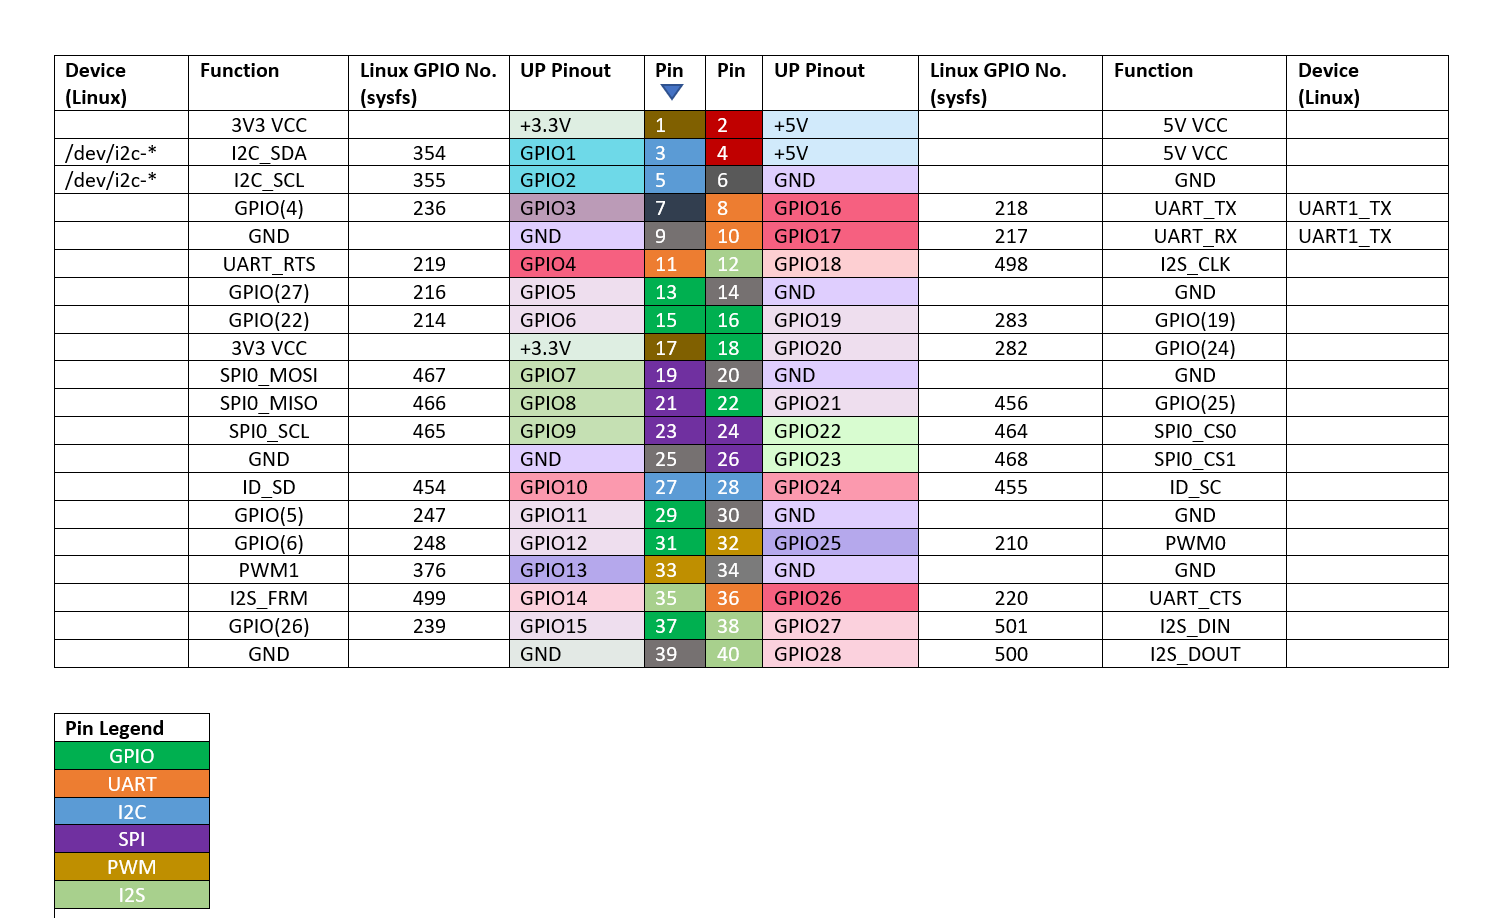 Device (Linux) Function Linux GPIO No. (sysfs) UP Pinout Pin Pin UP Pinout Linux GPIO No. (sysfs) Function Device (Linux)
3V3 VCC +3.3V 1 2 +5V 5V VCC
/dev/i2c-* I2C_SDA 354 GPIO1 3 4 +5V 5V VCC
/dev/i2c-* I2C_SCL 355 GPIO2 5 6 GND GND
GPIO(4) 236 GPIO3 7 8 GPIO16 218 UART_TX UART1_TX
GND GND 9 10 GPIO17 217 UART_RX UART1_TX
UART_RTS 219 GPIO4 11 12 GPIO18 498 I2S_CLK
GPIO(27) 216 GPIO5 13 14 GND GND
GPIO(22) 214 GPIO6 15 16 GPIO19 283 GPIO(19)
3V3 VCC +3.3V 17 18 GPIO20 282 GPIO(24)
SPI0_MOSI 467 GPIO7 19 20 GND GND
SPI0_MISO 466 GPIO8 21 22 GPIO21 456 GPIO(25)
SPI0_SCL 465 GPIO9 23 24 GPIO22 464 SPI0_CS0
GND GND 25 26 GPIO23 468 SPI0_CS1
ID_SD 454 GPIO10 27 28 GPIO24 455 ID_SC
GPIO(5) 247 GPIO11 29 30 GND GND
GPIO(6) 248 GPIO12 31 32 GPIO25 210 PWM0
PWM1 376 GPIO13 33 34 GND GND
I2S_FRM 499 GPIO14 35 36 GPIO26 220 UART_CTS
GPIO(26) 239 GPIO15 37 38 GPIO27 501 I2S_DIN
GND GND 39 40 GPIO28 500 I2S_DOUT
Pin Legend
GPIO
UART
I2C
SPI
PWM
I2S